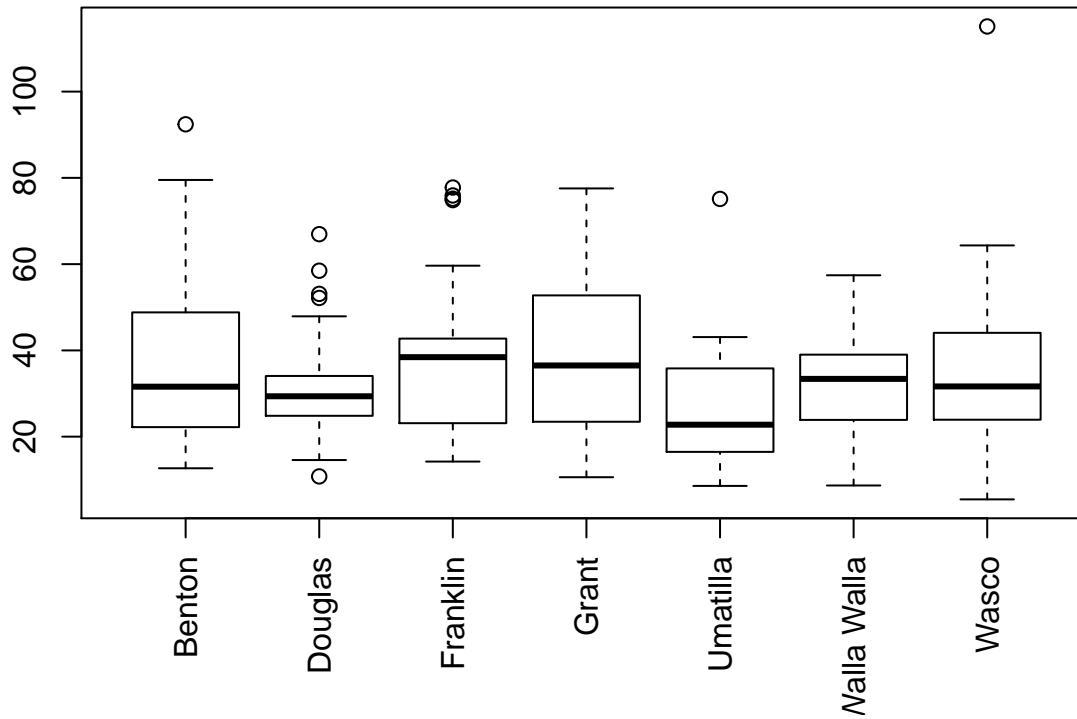 100
80
60
40
20
Benton
Douglas
Franklin
Grant
Umatilla
Walla Walla
Wasco